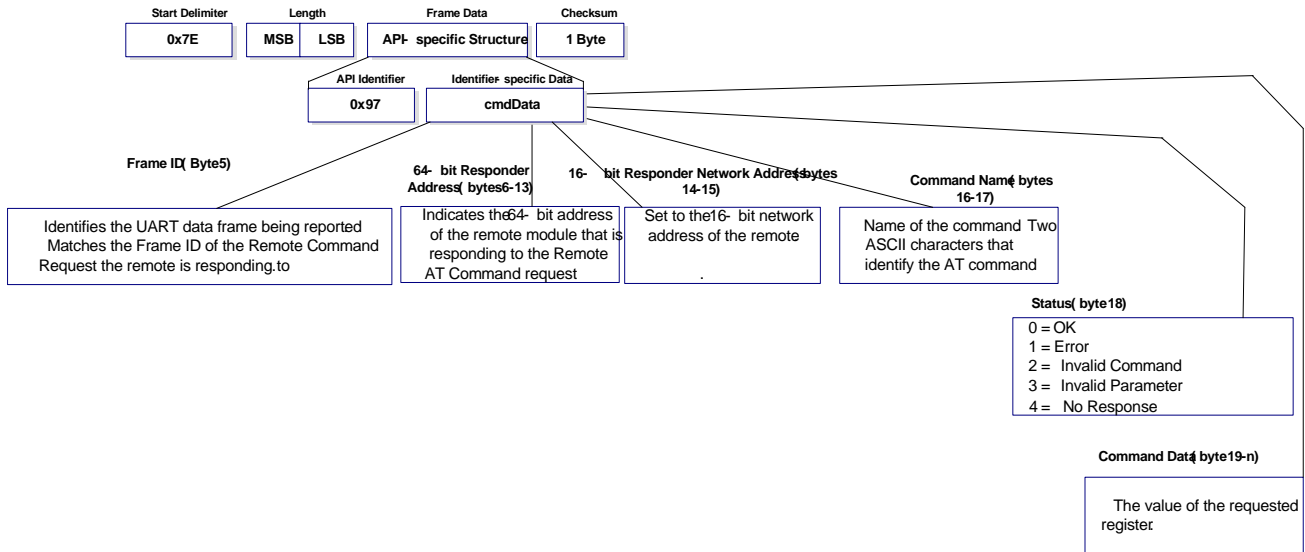 Start Delimiter
Length
Frame Data
Checksum
0x7E
MSB
LSB
API- specific Structure
1 Byte
API Identifier
Identifier- specific Data
0x97
cmdData
Frame ID( Byte5)
64- bit Responder
Address( bytes6-13)
16- bit Responder Network Address(bytes
14-15)
Command Name( bytes
16-17)
Identifies the UART data frame being reported
Matches the Frame ID of the Remote Command
Request the remote is responding.to
Indicates the64- bit address
of the remote module that is
responding to the Remote
AT Command request
Set to the16- bit network
address of the remote
.
Name of the command Two
ASCII characters that
identify the AT command
Status( byte18)
0 = OK
1 = Error
2 = Invalid Command
3 = Invalid Parameter
4 = No Response
Command Data( byte19-n)
The value of the requested
register.